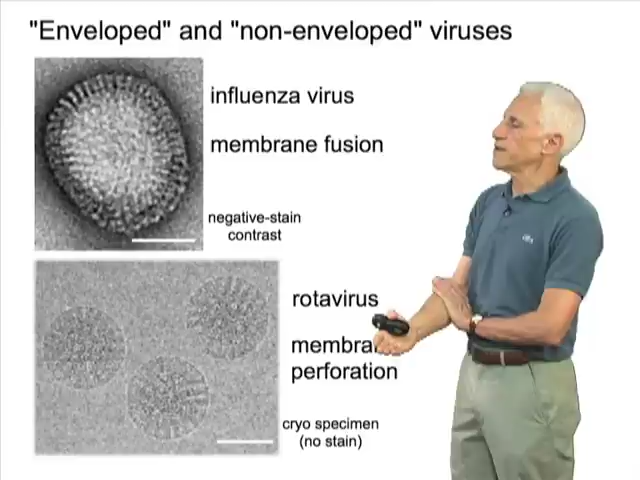 "Enveloped" and "non-enveloped" viruses
influenza virus
membrane fusion
negative-stain
contrast
rotavirus
membra
perforation
cryo specimen
(no stain)